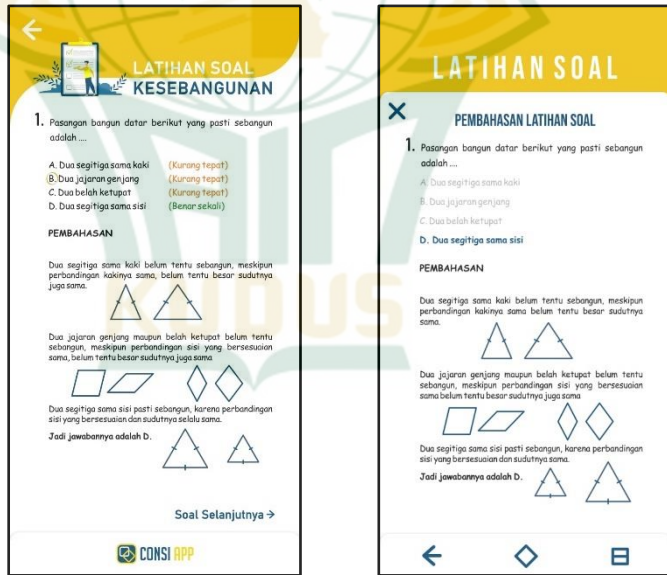 LATIHAN SOAL
KESEBANGUNAN
1. Pasangan bangun datar berikut yang pasti sebangun
adalah ....
A. Dua segitiga sama kaki (Kurang tepat)
B. Dua jajaran genjang (Kurang tepat)
C. Dua belah ketupat (Kurang tepat)
D. Dua segitiga sama sisi (Benar sekali)
PEMBAHASAN
Dua segitiga sama kaki belum tentu sebangun, meskipun
perbandingan kakinya sama, belum tentu besar sudutnya
juga sama.
Dua jajaran genjang maupun belah ketupat belum tentu
sebangun, meskipun perbandingan sisi yang bersesuaian
sama, belum tentu besar sudutnya juga sama
Dua segitiga sama sisi pasti sebangun, karena perbandingan
sisi yang bersesuaian dan sudutnya selalu sama.
Jadi jawabannya adalah D.
Soal Selanjutnya →
CONSI APP
LATIHAN SOAL
PEMBAHASAN LATIHAN SOAL
1. Pasangan bangun datar berikut yang pasti sebangun
adalah ....
A. Dua segitiga sama kaki
B. Dua jajaran genjang
C. Dua belah ketupat
D. Dua segitiga sama sisi
PEMBAHASAN
Dua segitiga sama kaki belum tentu sebangun, meskipun
perbandingan kakinya sama belum tentu besar sudutnya
sama.
Dua jajaran genjang maupun belah ketupat belum tentu
sebangun, meskipun perbandingan sisi yang bersesuaian
sama belum tentu besar sudutnya juga sama
Dua segitiga sama sisi pasti sebangun, karena perbandingan
sisi yang bersesuaian dan sudutnya sama.
Jadi jawabannya adalah D.
KUDUS